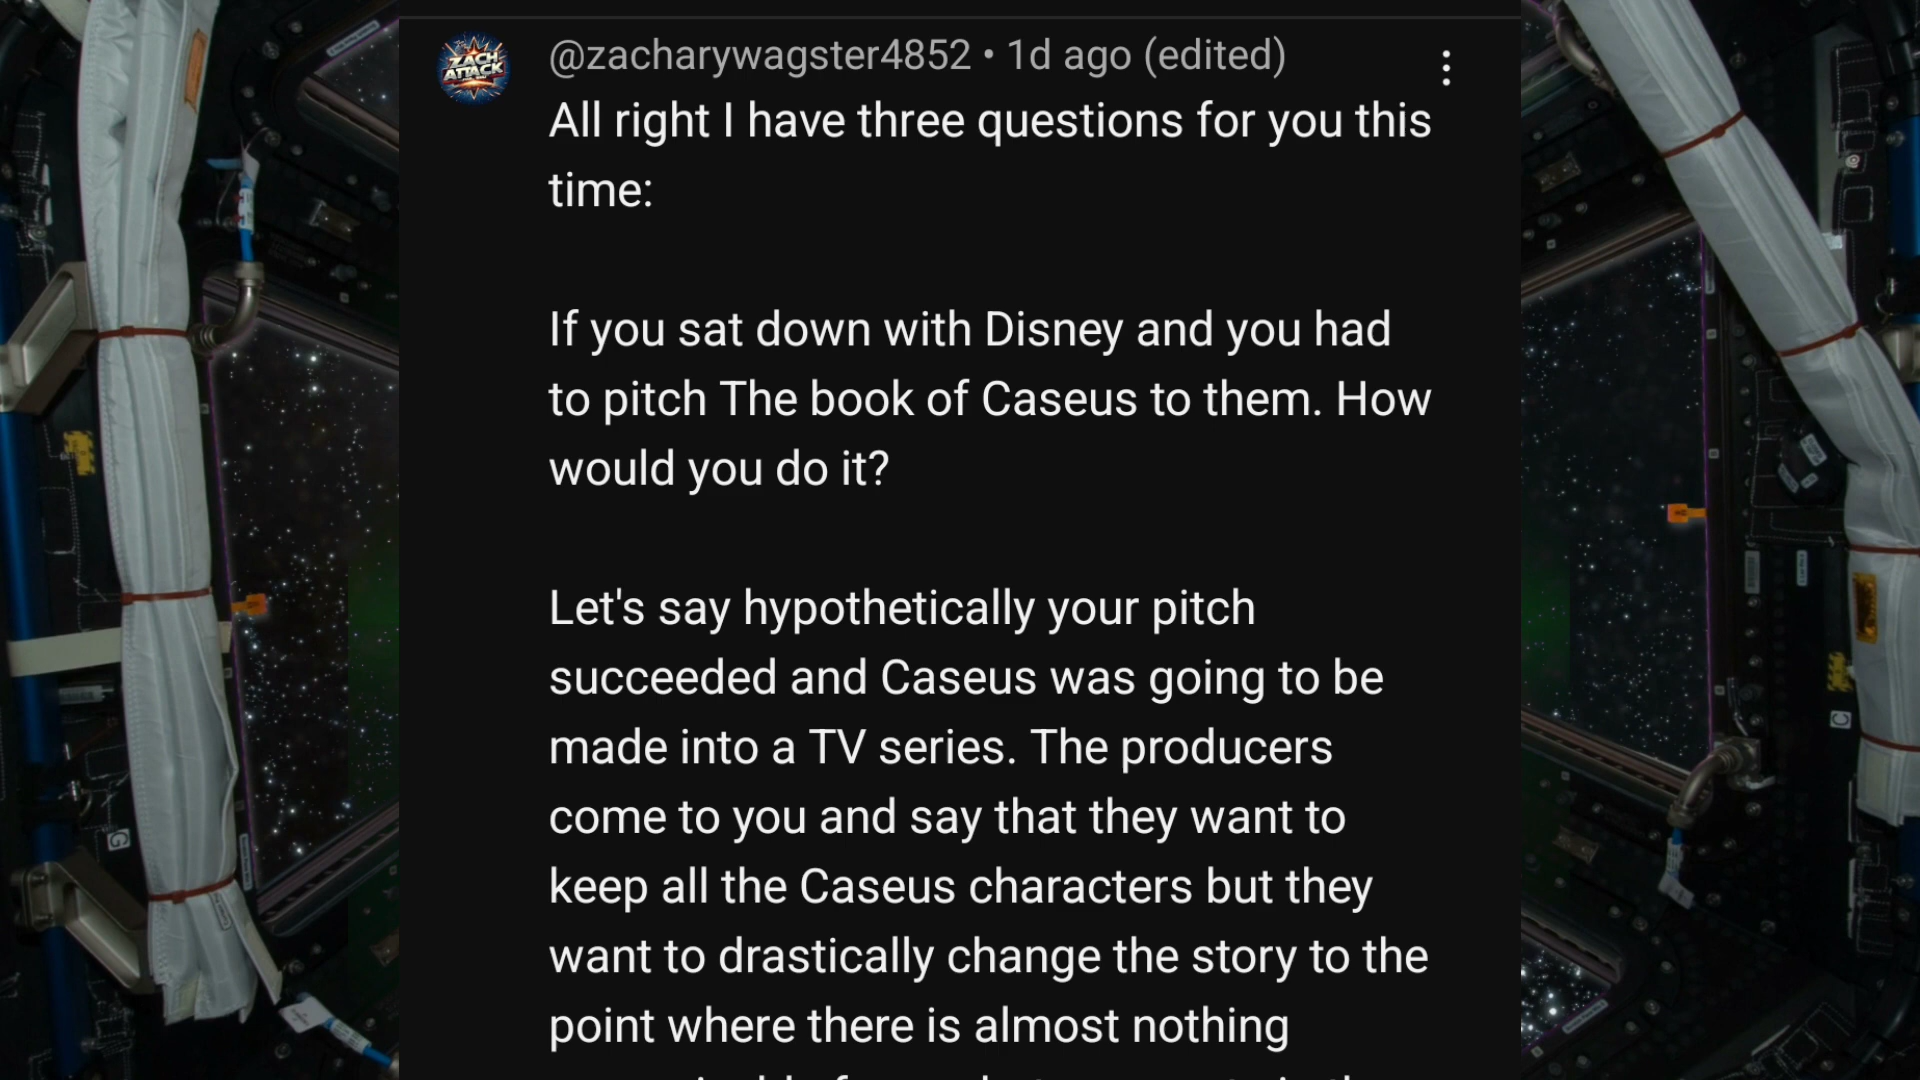 ZACH
ATTACK
@zacharywagster4852 • 1d ago (edited)
All right I have three questions for you this
time:
If you sat down with Disney and you had
to pitch The book of Caseus to them. How
would you do it?
Let's say hypothetically your pitch
succeeded and Caseus was going to be
made into a TV series. The producers
come to you and say that they want to
keep all the Caseus characters but they
want to drastically change the story to the
point where there is almost nothing
G
C